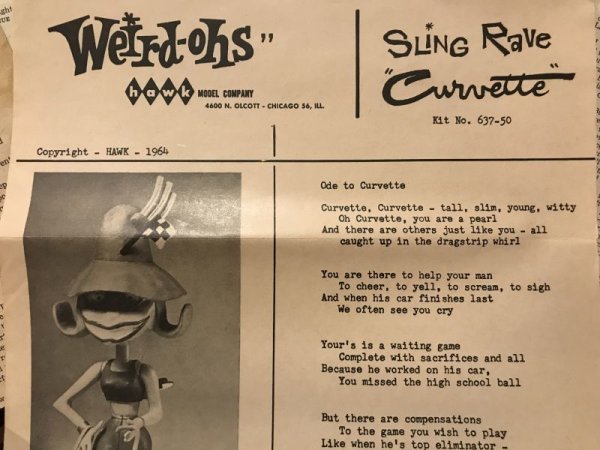 Weird-ohs"
hawk MODEL COMPANY
4600 N. OLCOTT - CHICAGO 56, ILL.
SLING RAVE
"Curvette"
Kit No. 637-50
Copyright - HAWK - 1964
Ode to Curvette
Curvette, Curvette - tall, slim, young, witty
Oh Curvette, you are a pearl
And there are others just like you - all
caught up in the dragstrip whirl
You are there to help your man
To cheer, to yell, to scream, to sigh
And when his car finishes last
We often see you cry
Your's is a waiting game
Complete with sacrifices and all
Because he worked on his car,
You missed the high school ball
But there are compensations
To the game you wish to play
Like when he's top eliminator -